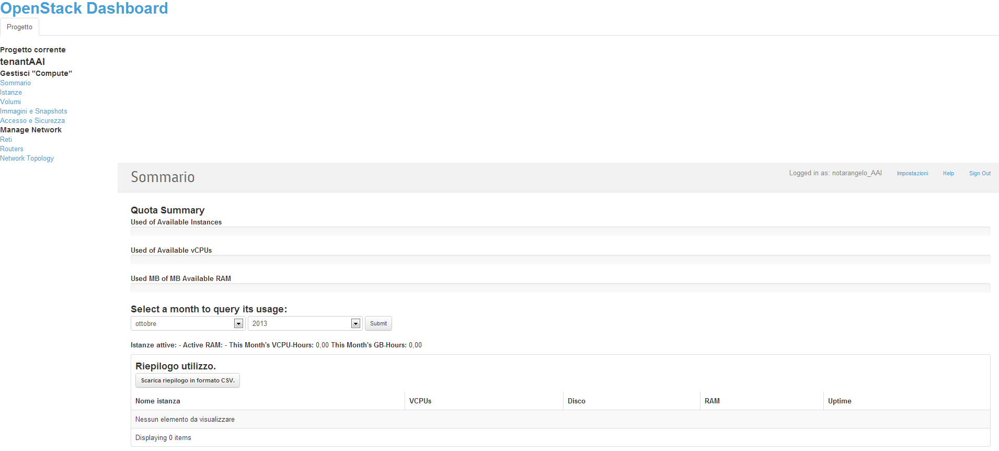 OpenStack Dashboard
Progetto
Progetto corrente
tenantAAI
Gestisci "Compute"
Sommario
Istanze
Volumi
Immagini e Snapshots
Accesso e Sicurezza
Manage Network
Reti
Routers
Network Topology
Sommario
Logged in as: notarangelo_AAI Impostazioni Help Sign Out
Quota Summary
Used of Available Instances
Used of Available vCPUs
Used MB of MB Available RAM
Select a month to query its usage:
ottobre 2013 Submit
Istanze attive: - Active RAM: - This Month's VCPU-Hours: 0,00 This Month's GB-Hours: 0,00
Riepilogo utilizzo.
Scarica riepilogo in formato CSV.
Nome istanza VCPUs Disco RAM Uptime
Nessun elemento da visualizzare
Displaying 0 items